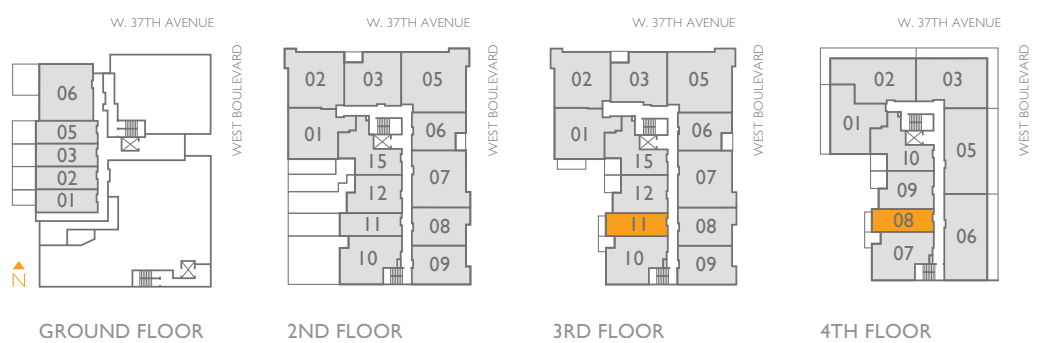 W. 37TH AVENUE
WEST BOULEVARD
06
05
03
02
01
N
GROUND FLOOR
W. 37TH AVENUE
WEST BOULEVARD
02
03
05
01
06
15
07
12
11
08
10
09
2ND FLOOR
W. 37TH AVENUE
WEST BOULEVARD
02
03
05
01
06
15
07
12
11
08
10
09
3RD FLOOR
W. 37TH AVENUE
WEST BOULEVARD
02
03
01
05
10
09
08
06
07
4TH FLOOR